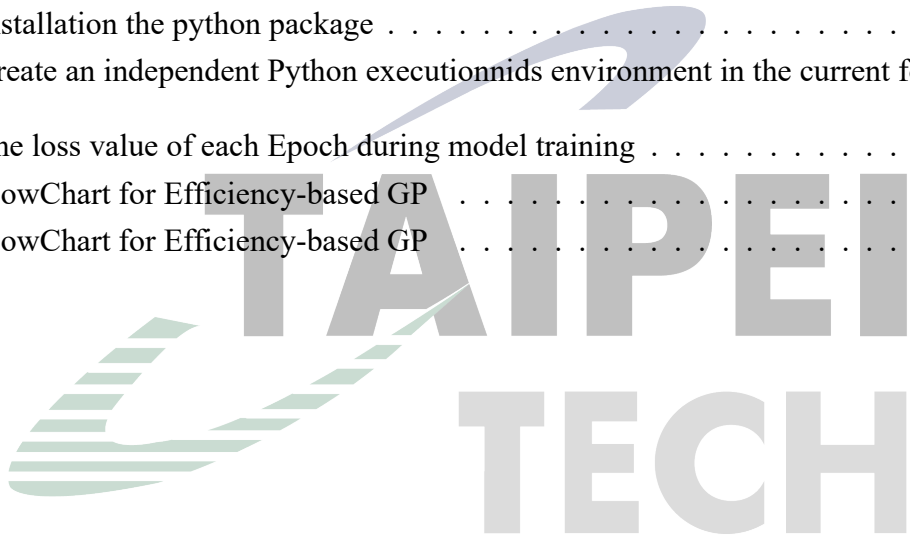 nstallation the python package . . . . . . . . . . . . . . . . . . . . . .
reate an independent Python executionnids environment in the current f
he loss value of each Epoch during model training . . . . . . . . . . .
owChart for Efficiency-based GP . . . . . . . . . . . . . . . . . . .
owChart for Efficiency-based GP . . . . . . . . . . . . . . . . . . .
TAIPEI
TECH